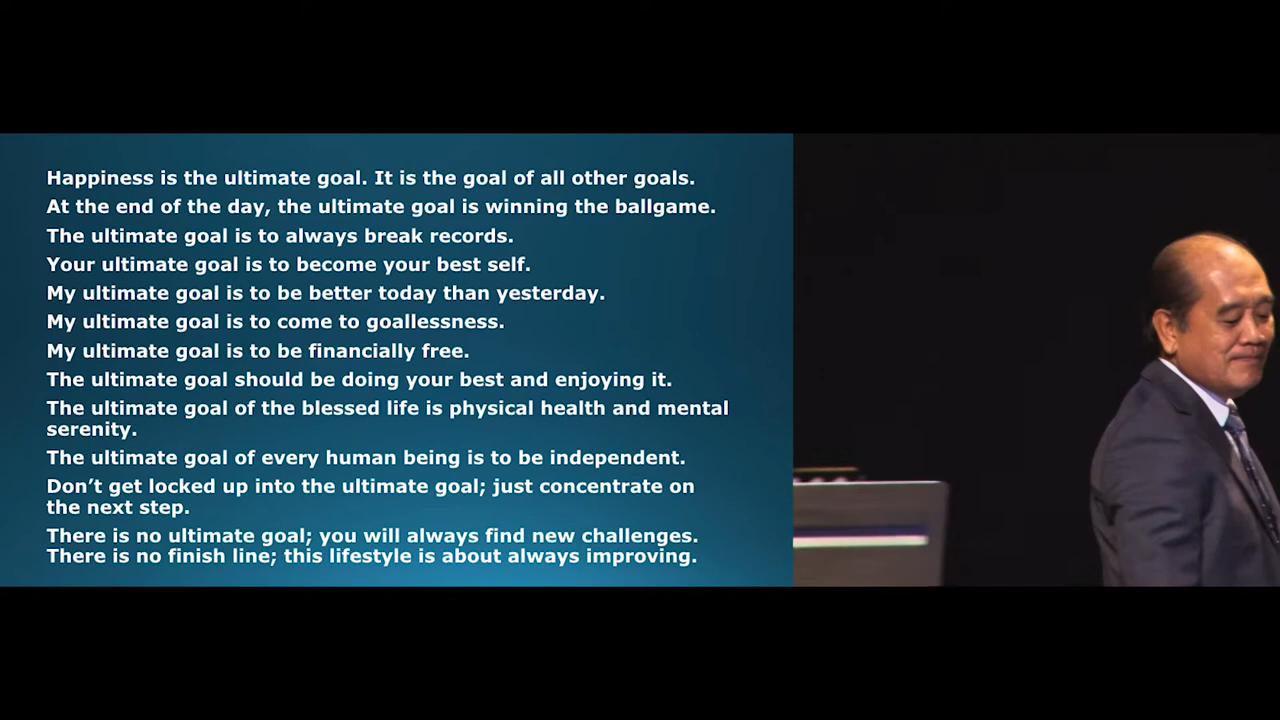 Happiness is the ultimate goal. It is the goal of all other goals.
At the end of the day, the ultimate goal is winning the ballgame.
The ultimate goal is to always break records.
Your ultimate goal is to become your best self.
My ultimate goal is to be better today than yesterday.
My ultimate goal is to come to goallessness.
My ultimate goal is to be financially free.
The ultimate goal should be doing your best and enjoying it.
The ultimate goal of the blessed life is physical health and mental
serenity.
The ultimate goal of every human being is to be independent.
Don’t get locked up into the ultimate goal; just concentrate on
the next step.
There is no ultimate goal; you will always find new challenges.
There is no finish line; this lifestyle is about always improving.